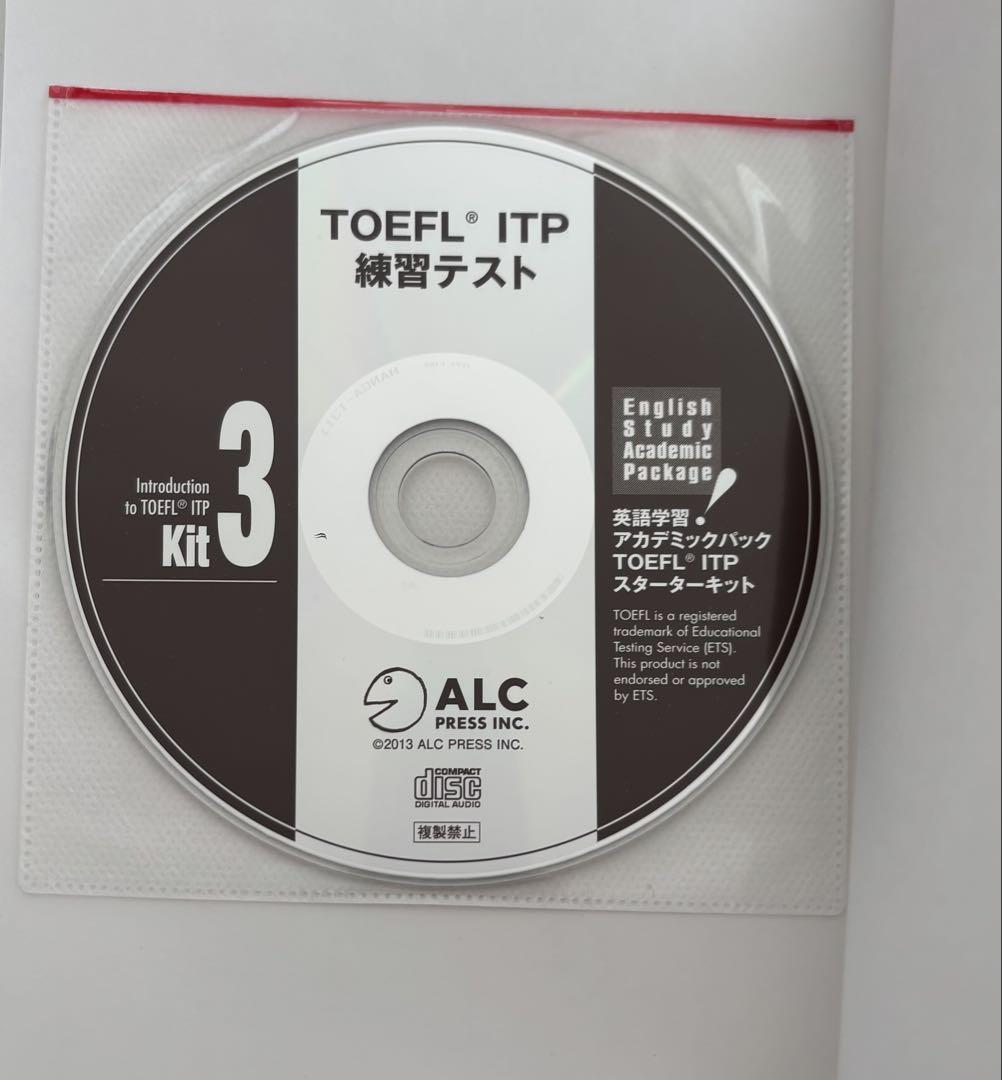 TOEFL® ITP
練習テスト
Introduction
to TOEFL® ITP
Kit 3
English
Study
Academic
Package!
英語学習
アカデミックパック
TOEFL® ITP
スターターキット
TOEFL is a registered
trademark of Educational
Testing Service (ETS).
This product is not
endorsed or approved
by ETS.
ALC
PRESS INC.
©2013 ALC PRESS INC.
COMPACT
disc
DIGITAL AUDIO
複製禁止